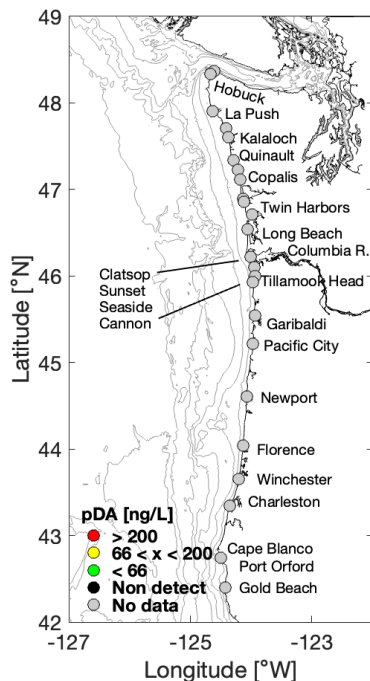 49
48
47
46
45
44
43
42
Latitude [°N]
Hobuck
La Push
Kalaloch
Quinault
Copalis
Twin Harbors
Long Beach
Columbia R.
Clatsop
Sunset
Seaside
Cannon
Tillamook Head
Garibaldi
Pacific City
Newport
Florence
Winchester
Charleston
Cape Blanco
Port Orford
Gold Beach
pDA [ng/L]
> 200
66 < x < 200
< 66
Non detect
No data
-127
-125
-123
Longitude [°W]